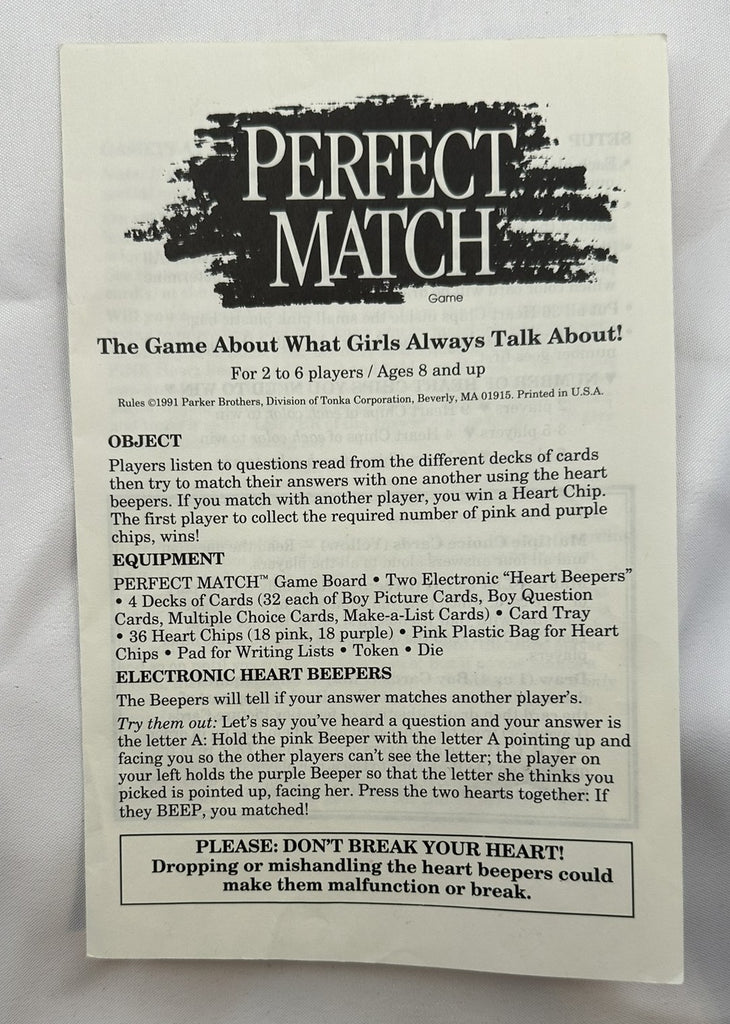 PERFECT
MATCH™
Game
The Game About What Girls Always Talk About!
For 2 to 6 players / Ages 8 and up
Rules ©1991 Parker Brothers, Division of Tonka Corporation, Beverly, MA 01915. Printed in U.S.A.
OBJECT
Players listen to questions read from the different decks of cards
then try to match their answers with one another using the heart
beepers. If you match with another player, you win a Heart Chip.
The first player to collect the required number of pink and purple
chips, wins!
EQUIPMENT
PERFECT MATCH™ Game Board • Two Electronic “Heart Beepers”
• 4 Decks of Cards (32 each of Boy Picture Cards, Boy Question
Cards, Multiple Choice Cards, Make-a-List Cards) • Card Tray
• 36 Heart Chips (18 pink, 18 purple) • Pink Plastic Bag for Heart
Chips • Pad for Writing Lists • Token • Die
ELECTRONIC HEART BEEPERS
The Beepers will tell if your answer matches another player’s.
Try them out: Let’s say you’ve heard a question and your answer is
the letter A: Hold the pink Beeper with the letter A pointing up and
facing you so the other players can’t see the letter; the player on
your left holds the purple Beeper so that the letter she thinks you
picked is pointed up, facing her. Press the two hearts together: If
they BEEP, you matched!
PLEASE: DON’T BREAK YOUR HEART!
Dropping or mishandling the heart beepers could
make them malfunction or break.